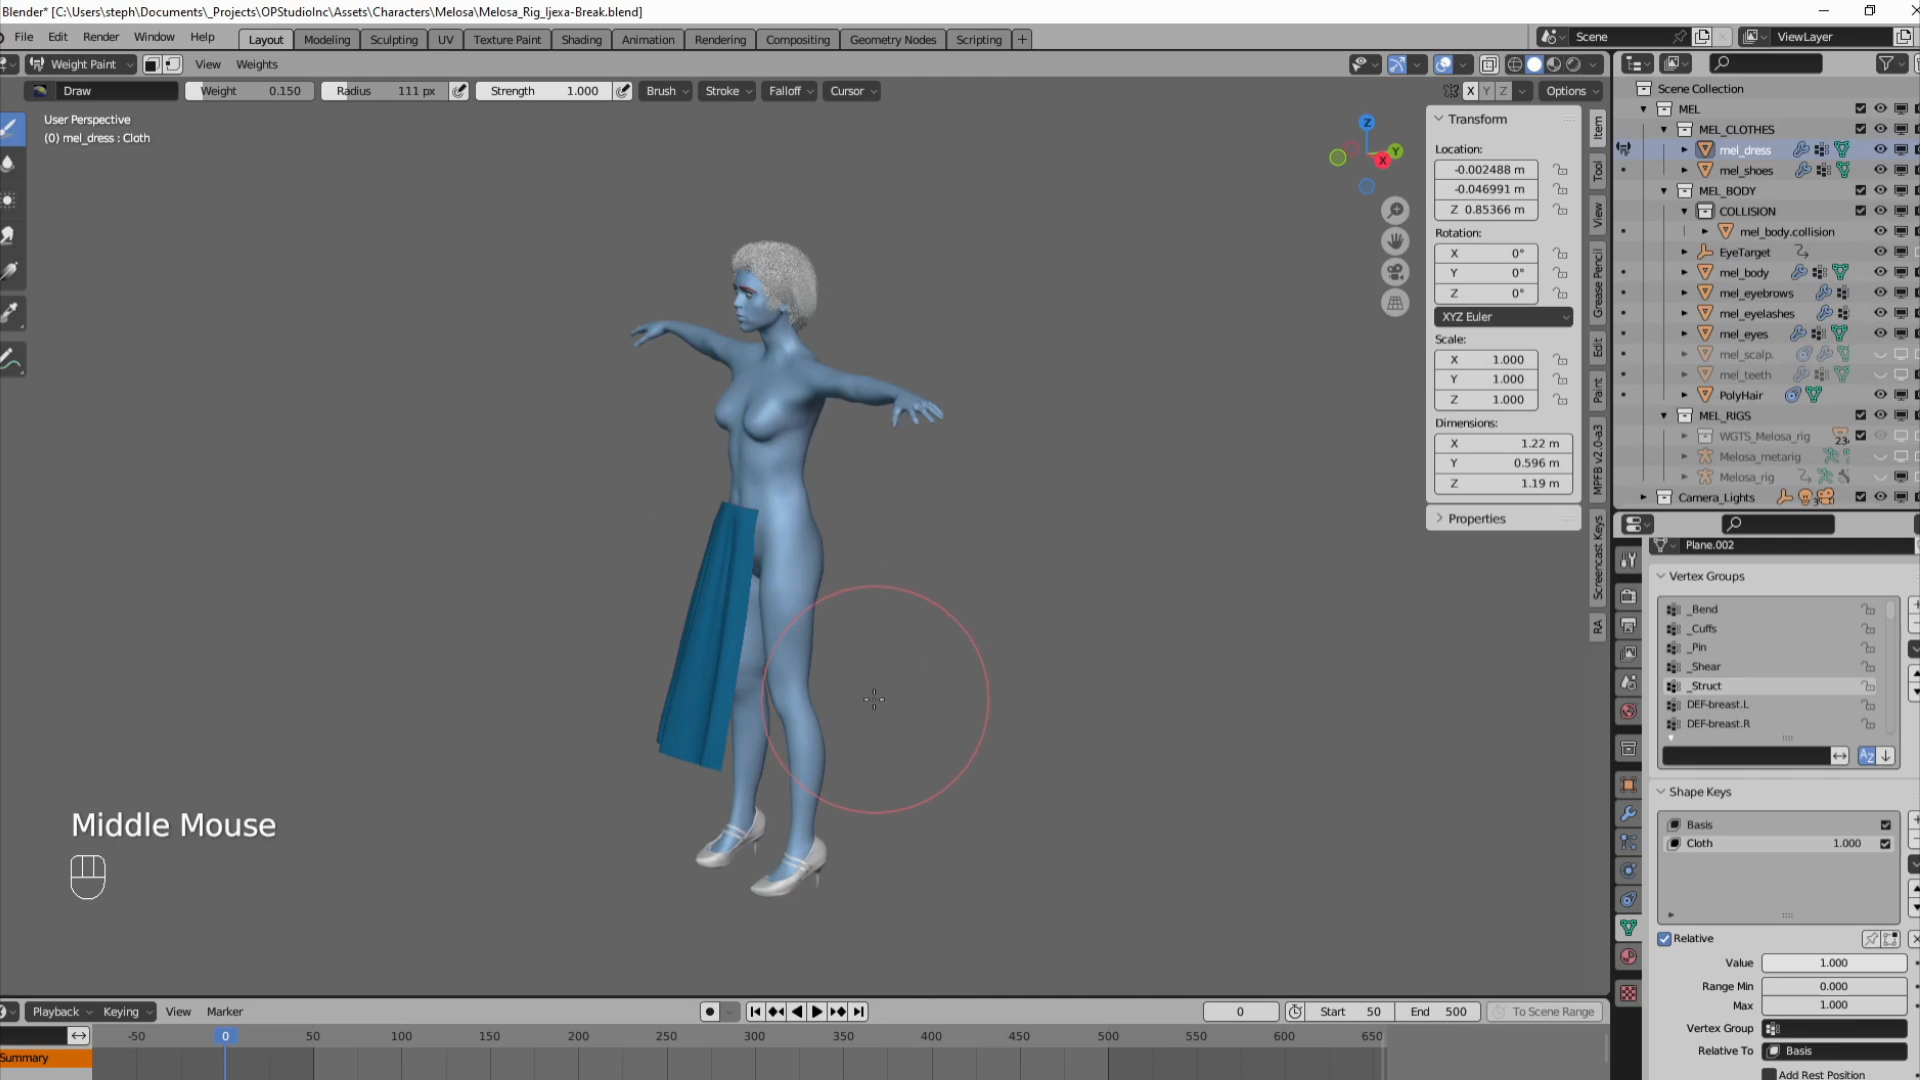 Blender* [C:\Users\steph\Documents\_Projects\OPStudioInc\Assets\Characters\Melosa\Melosa_Rig_Ijexa-Break.blend]
File Edit Render Window Help Layout Modeling Sculpting UV Texture Paint Shading Animation Rendering Compositing Geometry Nodes Scripting + Scene ViewLayer
Weight Paint View Weights
Draw Weight 0.150 Radius 111 px Strength 1.000 Brush Stroke Falloff Cursor X Y Z Options
User Perspective
(0) mel_dress : Cloth
Z
Y
X
Transform
Location:
-0.002488 m
-0.046991 m
Z 0.85366 m
Rotation:
X 0°
Y 0°
Z 0°
XYZ Euler
Scale:
X 1.000
Y 1.000
Z 1.000
Dimensions:
X 1.22 m
Y 0.596 m
Z 1.19 m
Properties
Item
Tool
View
Grease Pencil
Edit
Paint
MPFB v2.0-a3
Screencast Keys
RA
Scene Collection
MEL
MEL_CLOTHES
mel_dress
mel_shoes
MEL_BODY
COLLISION
mel_body.collision
EyeTarget
mel_body
mel_eyebrows
mel_eyelashes
mel_eyes
mel_scalp.
mel_teeth
PolyHair
MEL_RIGS
WGTS_Melosa_rig 23
Melosa_metarig
Melosa_rig
Camera_Lights 3
Plane.002
Vertex Groups
_Bend
_Cuffs
_Pin
_Shear
_Struct
DEF-breast.L
DEF-breast.R
Shape Keys
Basis
Cloth 1.000
Relative
Value 1.000
Range Min 0.000
Max 1.000
Vertex Group
Relative To Basis
Add Rest Position
Middle Mouse
Playback Keying View Marker 0 Start 50 End 500 To Scene Range
-50 0 50 100 150 200 250 300 350 400 450 500 550 600 650
Summary